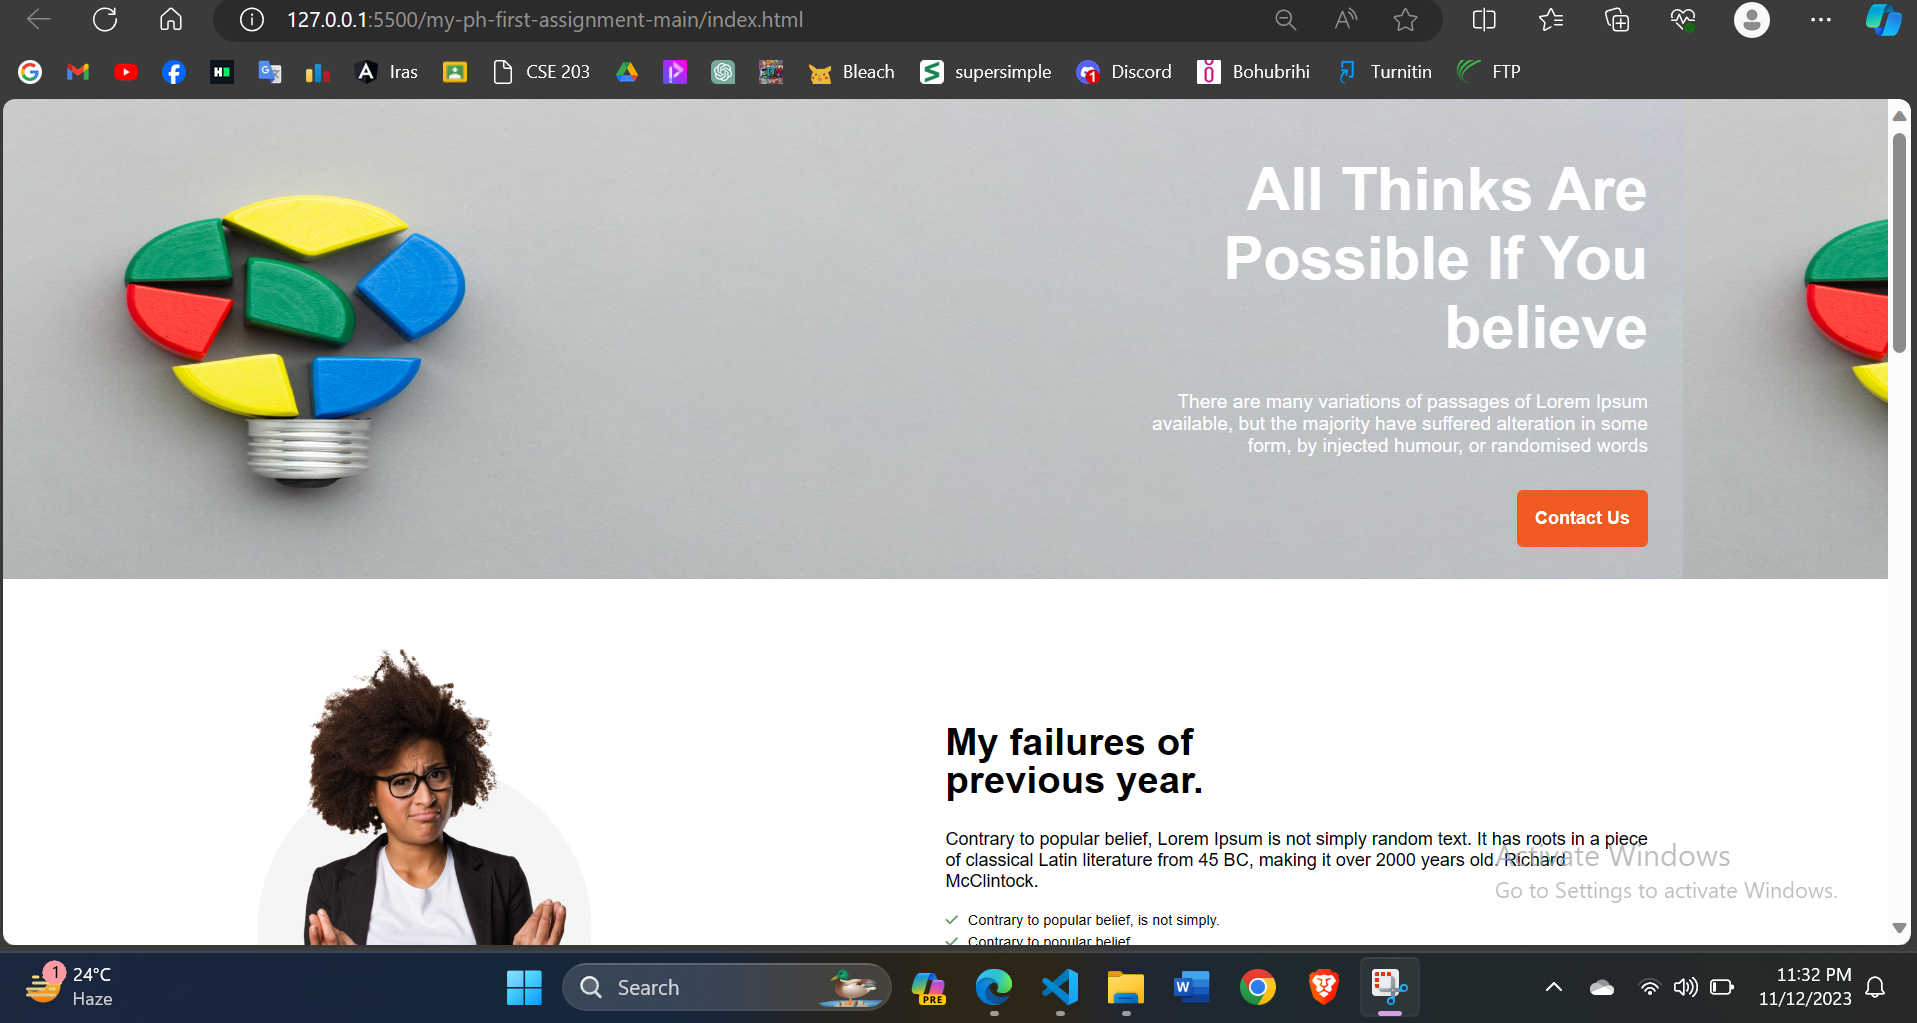 127.0.0.1:5500/my-ph-first-assignment-main/index.html
Iras
CSE 203
Bleach
supersimple
1
Discord
Bohubrihi
Turnitin
FTP
All Thinks Are
Possible If You
believe
There are many variations of passages of Lorem Ipsum
available, but the majority have suffered alteration in some
form, by injected humour, or randomised words
Contact Us
My failures of
previous year.
Contrary to popular belief, Lorem Ipsum is not simply random text. It has roots in a piece
of classical Latin literature from 45 BC, making it over 2000 years old. Richard
McClintock.
Contrary to popular belief, is not simply.
Contrary to popular belief
Activate Windows
Go to Settings to activate Windows.
1
24°C
Haze
Search
PRE
W
11:32 PM
11/12/2023